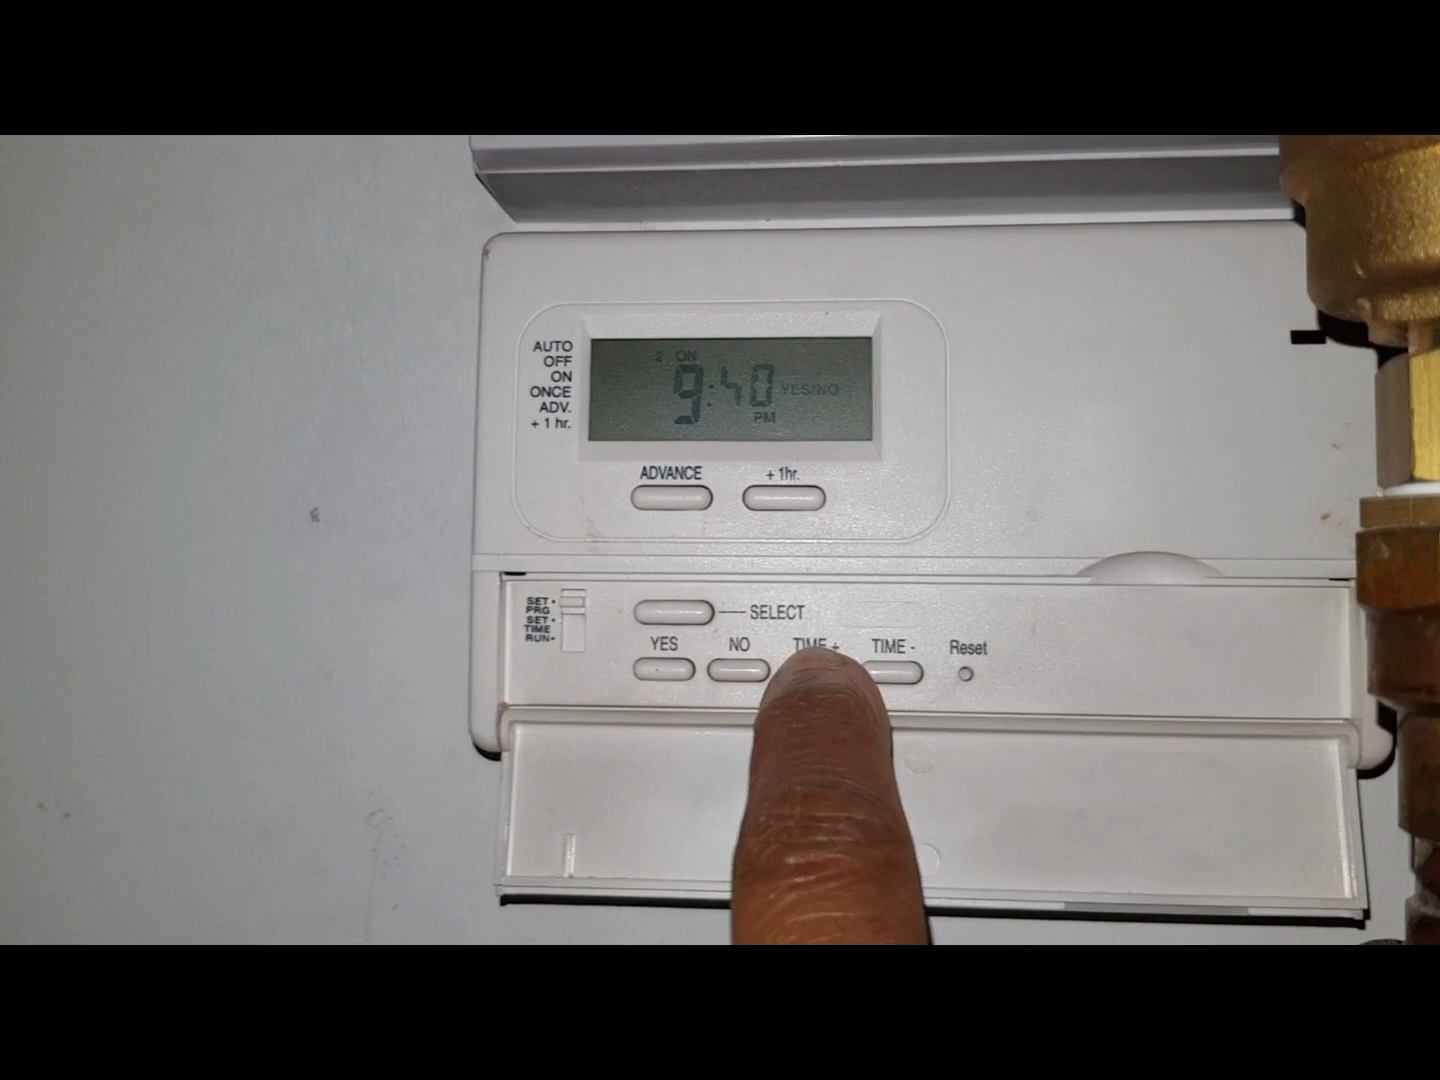 AUTO
OFF
ON
ONCE
ADV.
+ 1 hr.
2 ON
9:40 YES/NO
PM
ADVANCE + 1hr.
SET
PRG
SET
TIME
RUN
SELECT
YES NO TIME + TIME - Reset